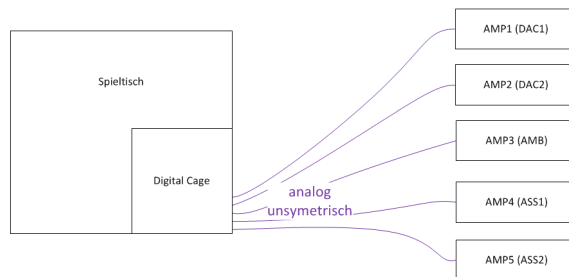 Spieltisch
Digital Cage
analog
unsymetrisch
AMP1 (DAC1)
AMP2 (DAC2)
AMP3 (AMB)
AMP4 (ASS1)
AMP5 (ASS2)